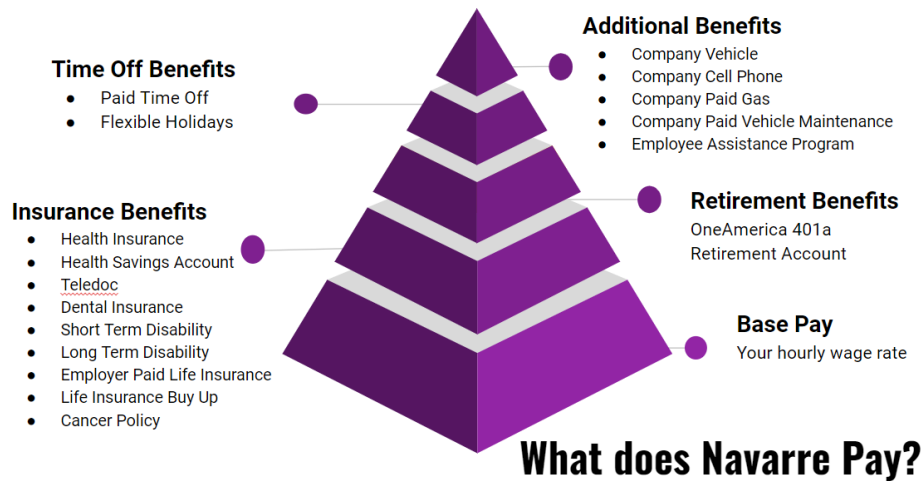 Additional Benefits
● Company Vehicle
● Company Cell Phone
● Company Paid Gas
● Company Paid Vehicle Maintenance
● Employee Assistance Program
Time Off Benefits
● Paid Time Off
● Flexible Holidays
Retirement Benefits
OneAmerica 401a
Retirement Account
Insurance Benefits
● Health Insurance
● Health Savings Account
● Teledoc
● Dental Insurance
● Short Term Disability
● Long Term Disability
● Employer Paid Life Insurance
● Life Insurance Buy Up
● Cancer Policy
Base Pay
Your hourly wage rate
What does Navarre Pay?